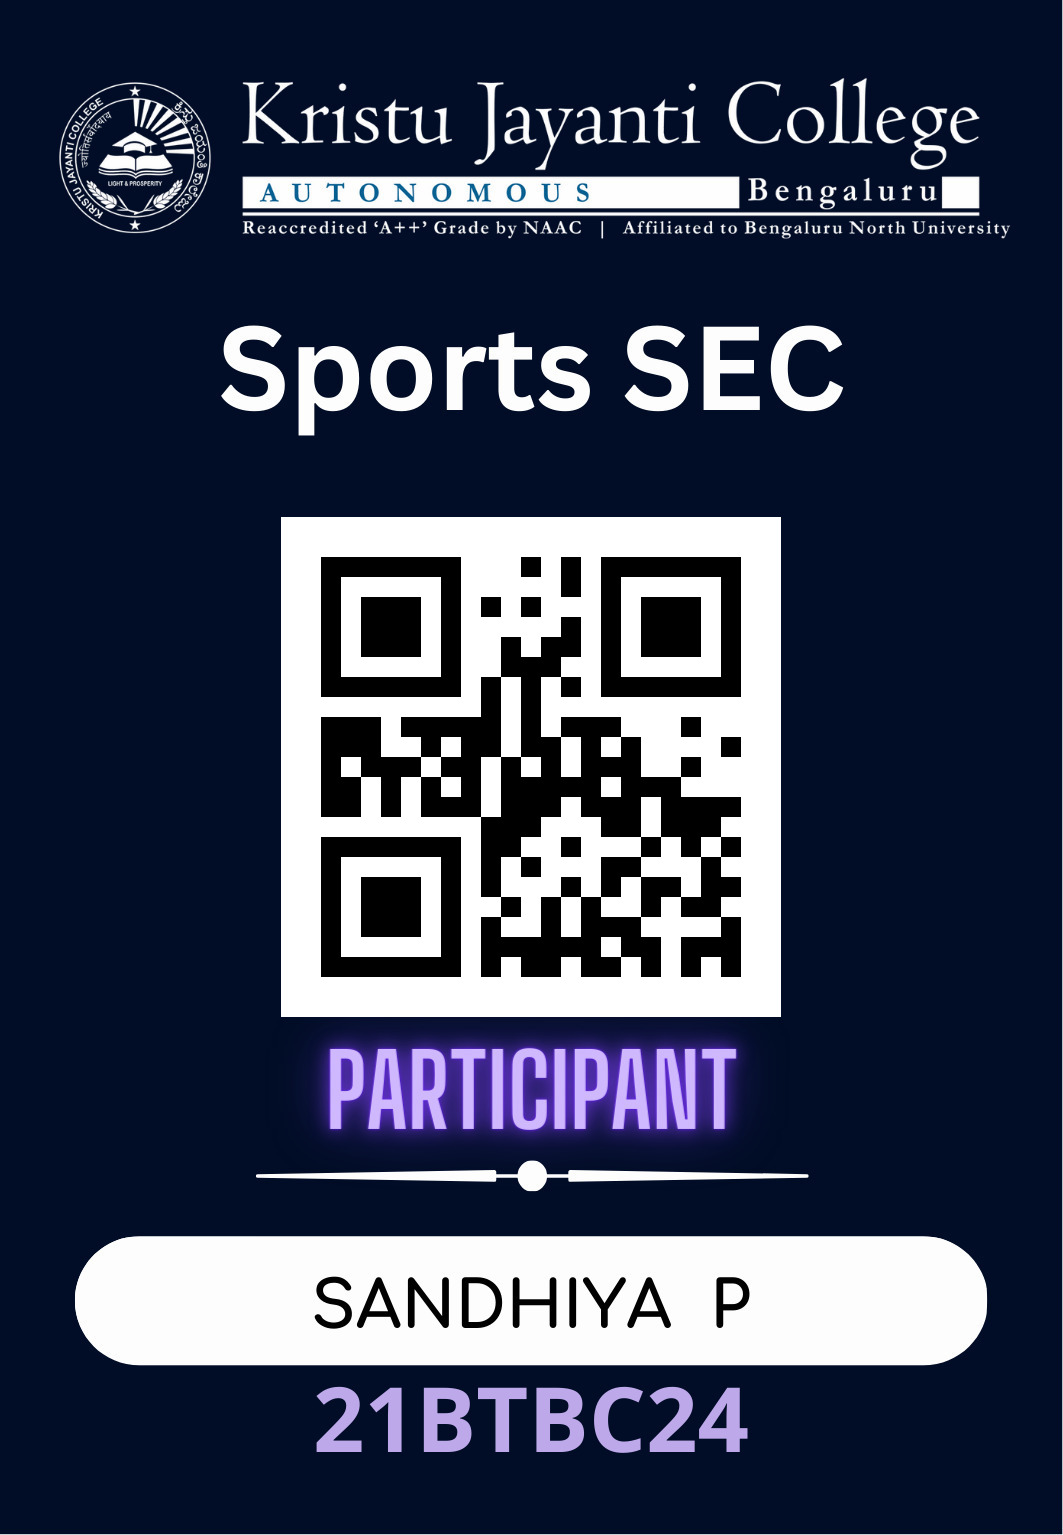 Kristu Jayanti College
AUTONOMOUS Bengaluru
Reaccredited ‘A++’ Grade by NAAC | Affiliated to Bengaluru North University
KRISTU JAYANTI COLLEGE
LIGHT & PROSPERITY
Sports SEC
PARTICIPANT
SANDHIYA P
21BTBC24